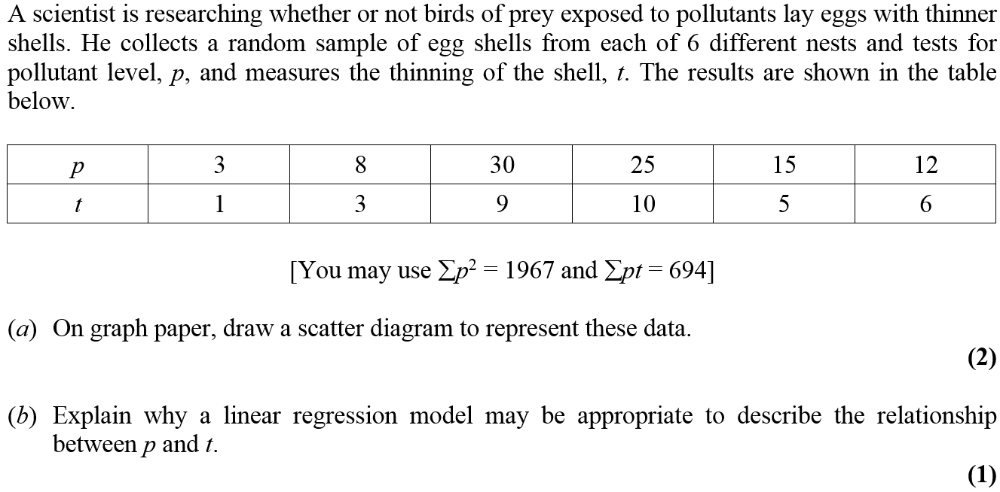 A scientist is researching whether or not birds of prey exposed to pollutants lay eggs with thinner
shells. He collects a random sample of egg shells from each of 6 different nests and tests for
pollutant level, p, and measures the thinning of the shell, t. The results are shown in the table
below.
p 3 8 30 25 15 12
t 1 3 9 10 5 6
[You may use ∑p² = 1967 and ∑pt = 694]
(a) On graph paper, draw a scatter diagram to represent these data.
(2)
(b) Explain why a linear regression model may be appropriate to describe the relationship
between p and t.
(1)